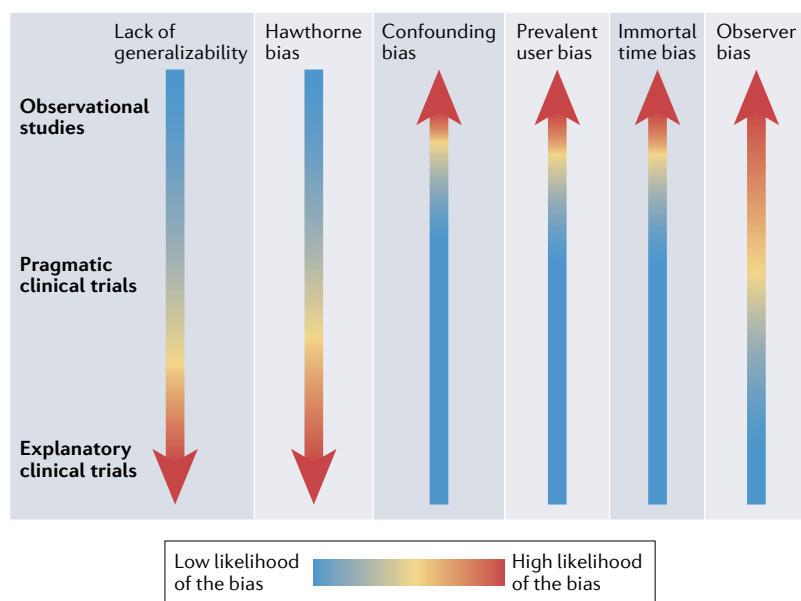 Lack of
generalizability
Hawthorne
bias
Confounding
bias
Prevalent
user bias
Immortal
time bias
Observer
bias
Observational
studies
Pragmatic
clinical trials
Explanatory
clinical trials
Low likelihood
of the bias
High likelihood
of the bias